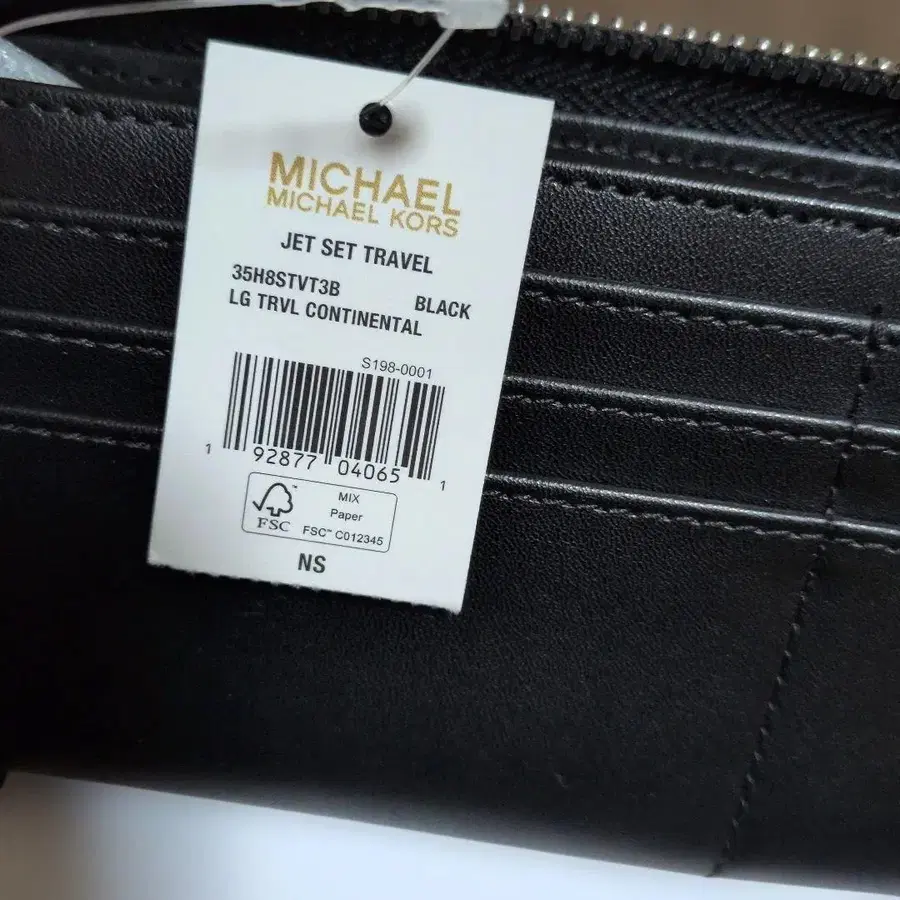 MICHAEL
MICHAEL KORS
JET SET TRAVEL
35H8STVT3B BLACK
LG TRVL CONTINENTAL
S198-0001
1 92877 04065 1
FSC™
MIX
Paper
FSC™ C012345
NS